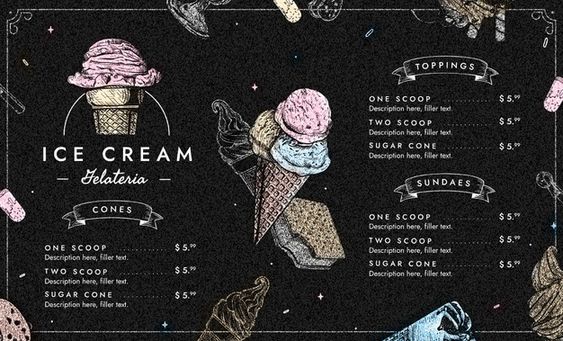 ICE CREAM
Gelateria
CONES
ONE SCOOP ............ $5.99
Description here, filler text.
TWO SCOOP ............ $5.99
Description here, filler text.
SUGAR CONE ............ $5.99
Description here, filler text.
TOPPINGS
ONE SCOOP ............ $5.99
Description here, filler text.
TWO SCOOP ............ $5.99
Description here, filler text.
SUGAR CONE ............ $5.99
Description here, filler text.
SUNDAES
ONE SCOOP ............ $5.99
Description here, filler text.
TWO SCOOP ............ $5.99
Description here, filler text.
SUGAR CONE ............ $5.99
Description here, filler text.